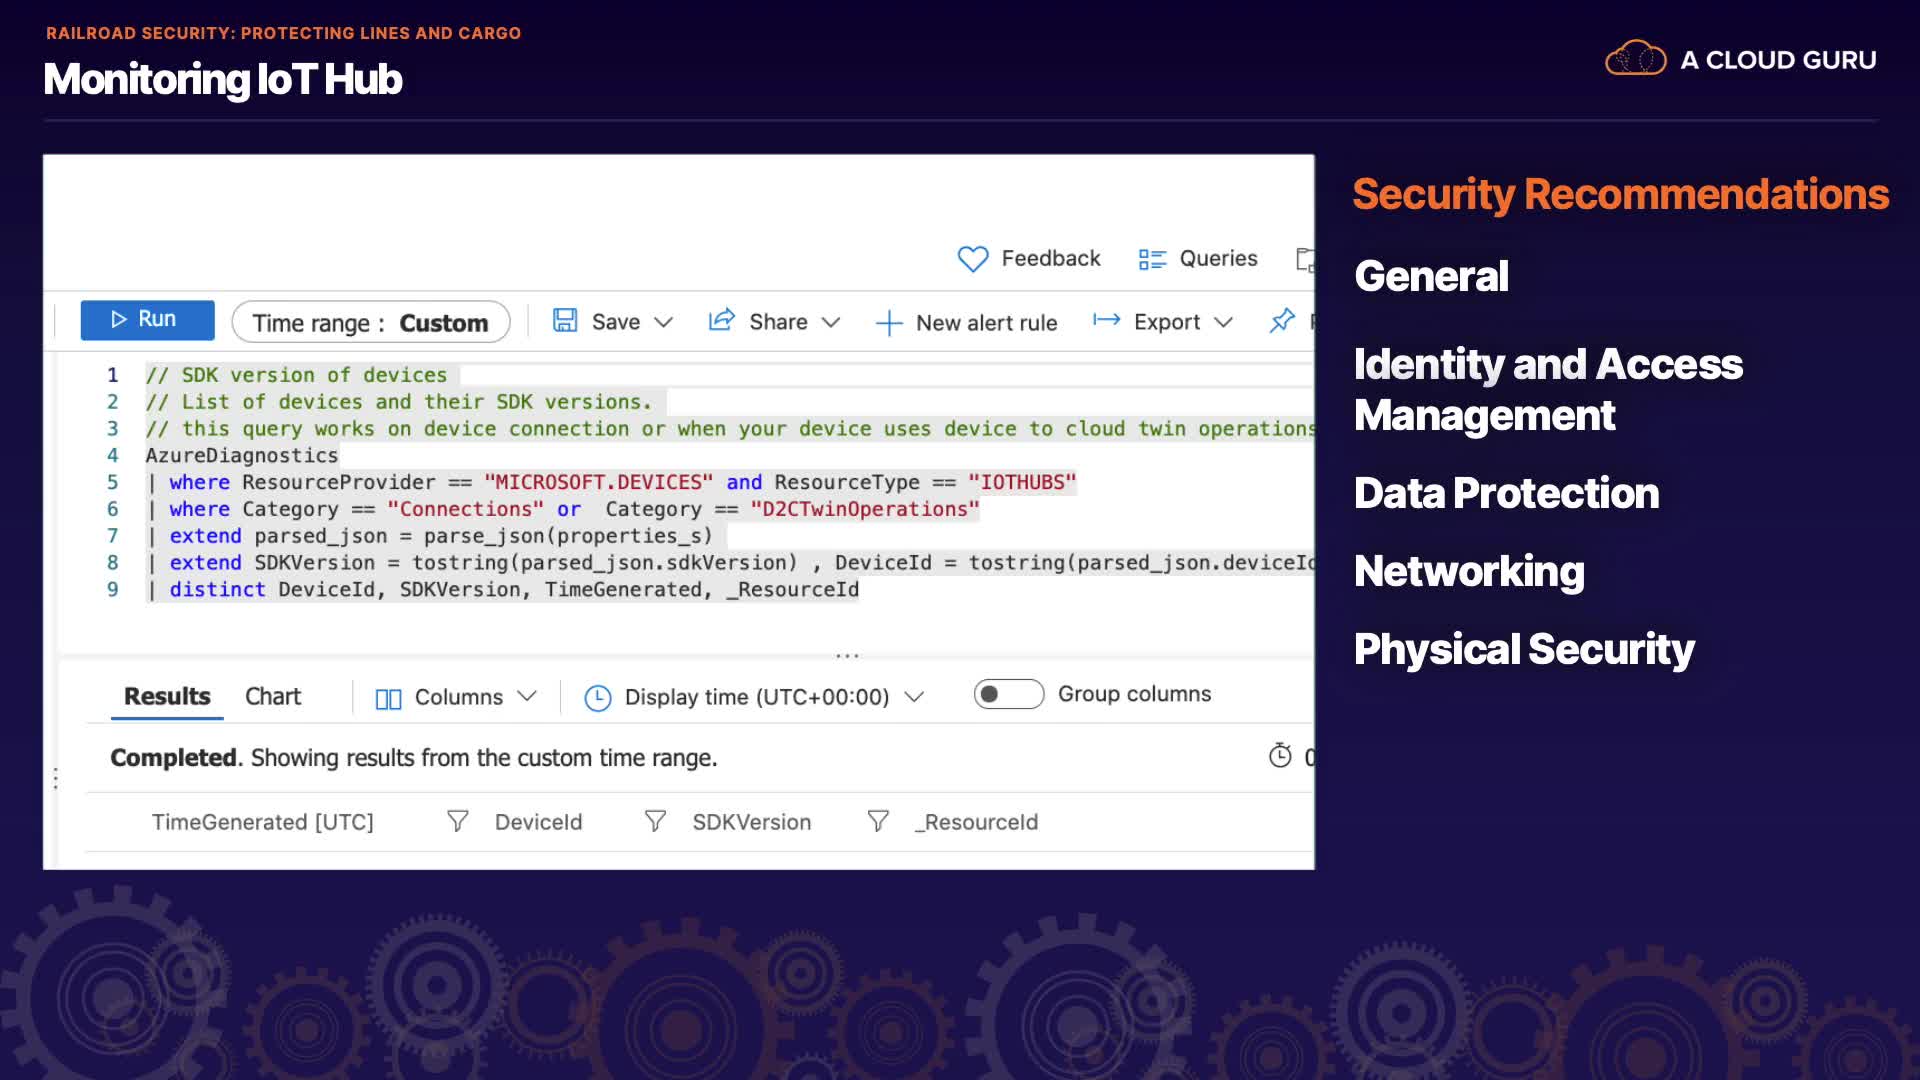 RAILROAD SECURITY: PROTECTING LINES AND CARGO
Monitoring IoT Hub
A CLOUD GURU
Feedback
Queries
Run
Time range : Custom
Save
Share
New alert rule
Export
1 // SDK version of devices
2 // List of devices and their SDK versions.
3 // this query works on device connection or when your device uses device to cloud twin operations
4 AzureDiagnostics
5 | where ResourceProvider == "MICROSOFT.DEVICES" and ResourceType == "IOTHUBS"
6 | where Category == "Connections" or  Category == "D2CTwinOperations"
7 | extend parsed_json = parse_json(properties_s)
8 | extend SDKVersion = tostring(parsed_json.sdkVersion) , DeviceId = tostring(parsed_json.deviceId
9 | distinct DeviceId, SDKVersion, TimeGenerated, _ResourceId
...
Results
Chart
Columns
Display time (UTC+00:00)
Group columns
Completed. Showing results from the custom time range.
TimeGenerated [UTC]
DeviceId
SDKVersion
_ResourceId
Security Recommendations
General
Identity and Access
Management
Data Protection
Networking
Physical Security